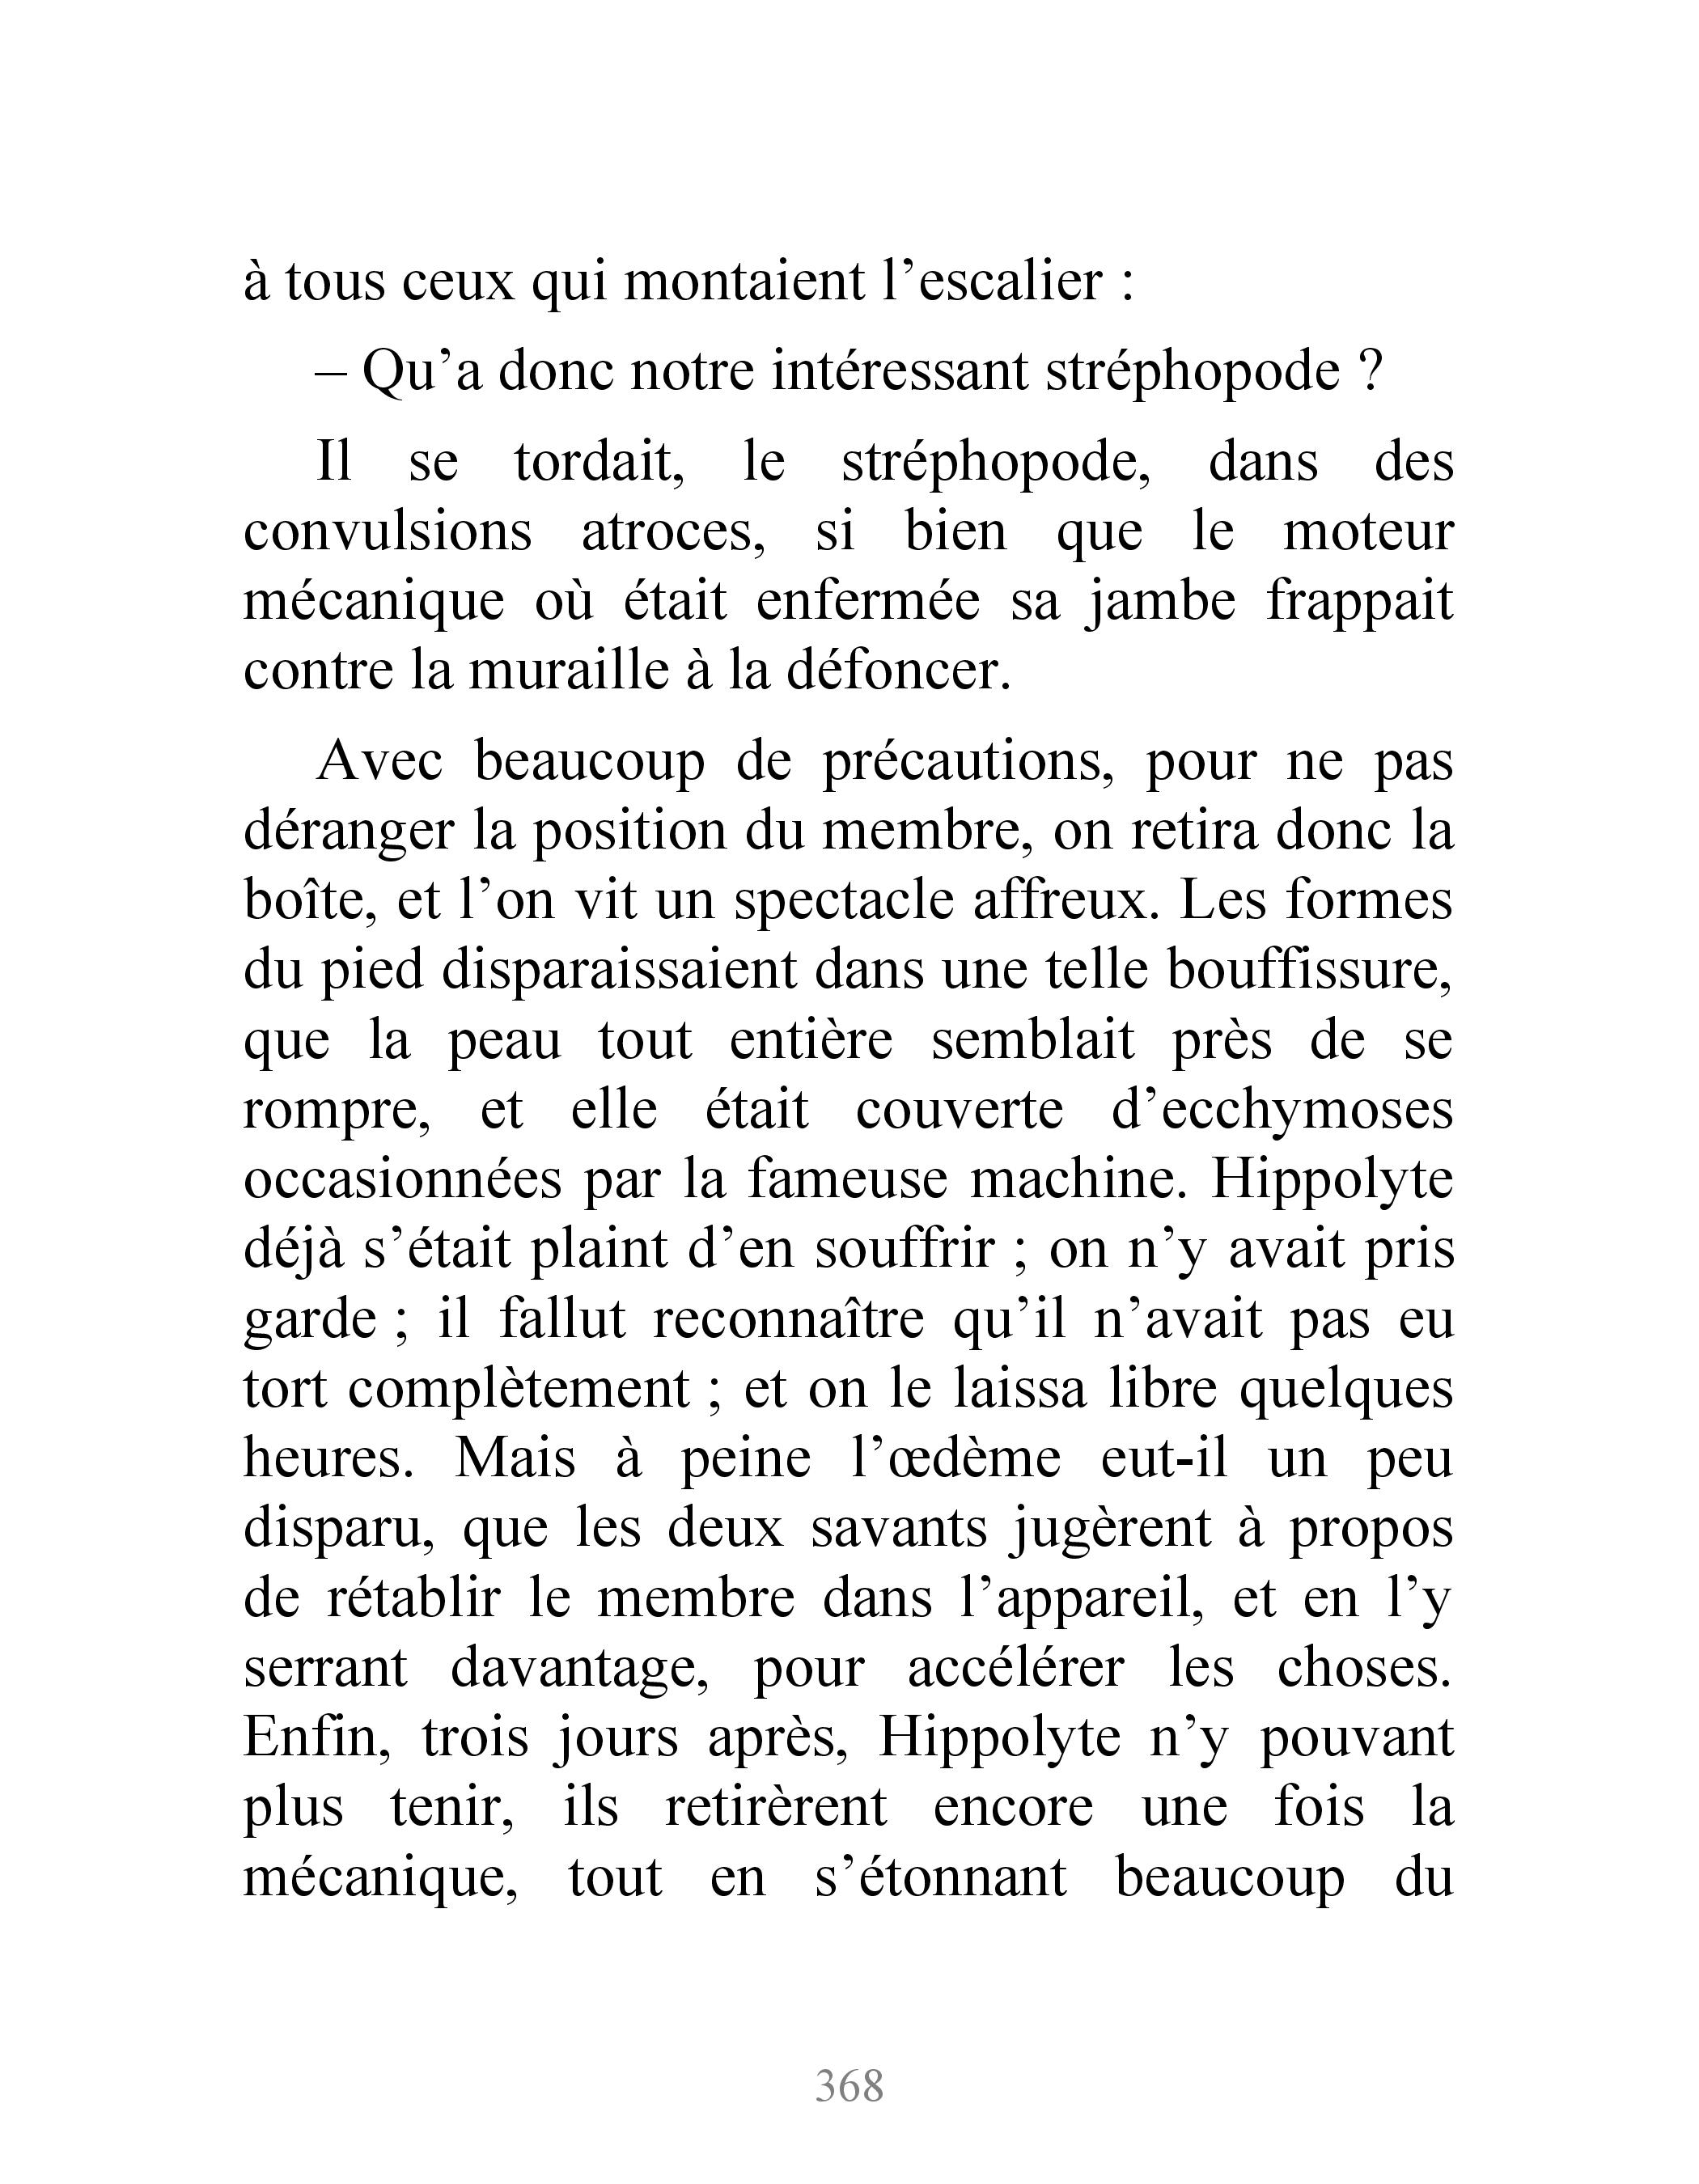 à tous ceux qui montaient l’escalier :
– Qu’a donc notre intéressant stréphopode ?
Il se tordait, le stréphopode, dans des
convulsions atroces, si bien que le moteur
mécanique où était enfermée sa jambe frappait
contre la muraille à la défoncer.
Avec beaucoup de précautions, pour ne pas
déranger la position du membre, on retira donc la
boîte, et l’on vit un spectacle affreux. Les formes
du pied disparaissaient dans une telle bouffissure,
que la peau tout entière semblait près de se
rompre, et elle était couverte d’ecchymoses
occasionnées par la fameuse machine. Hippolyte
déjà s’était plaint d’en souffrir ; on n’y avait pris
garde ; il fallut reconnaître qu’il n’avait pas eu
tort complètement ; et on le laissa libre quelques
heures. Mais à peine l’œdème eut-il un peu
disparu, que les deux savants jugèrent à propos
de rétablir le membre dans l’appareil, et en l’y
serrant davantage, pour accélérer les choses.
Enfin, trois jours après, Hippolyte n’y pouvant
plus tenir, ils retirèrent encore une fois la
mécanique, tout en s’étonnant beaucoup du
368